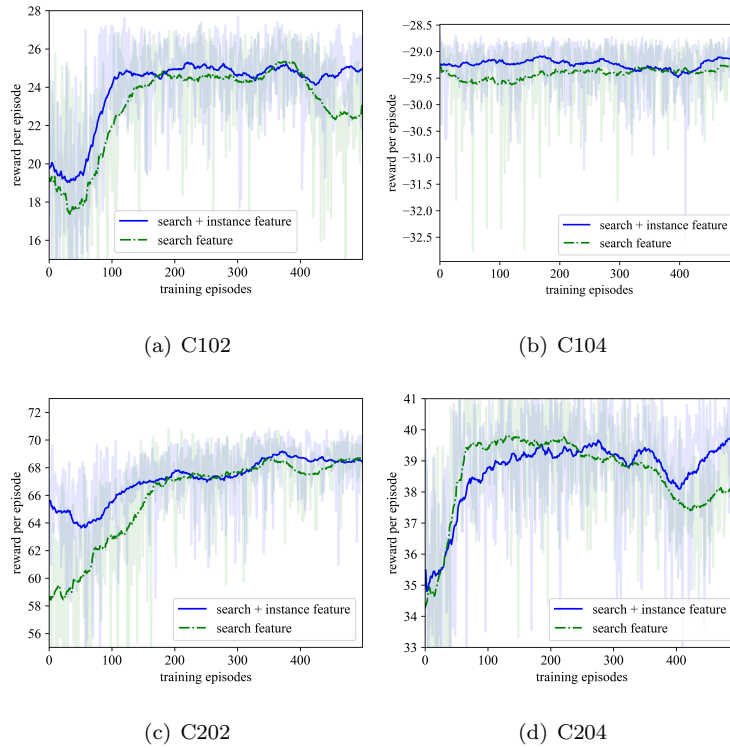 28
26
24
22
20
18
16
reward per episode
search + instance feature
search feature
0 100 200 300 400
training episodes
(a) C102
−28.5
−29.0
−29.5
−30.0
−30.5
−31.0
−31.5
−32.0
−32.5
reward per episode
search + instance feature
search feature
0 100 200 300 400
training episodes
(b) C104
72
70
68
66
64
62
60
58
56
reward per episode
search + instance feature
search feature
0 100 200 300 400
training episodes
(c) C202
41
40
39
38
37
36
35
34
33
reward per episode
search + instance feature
search feature
0 100 200 300 400
training episodes
(d) C204